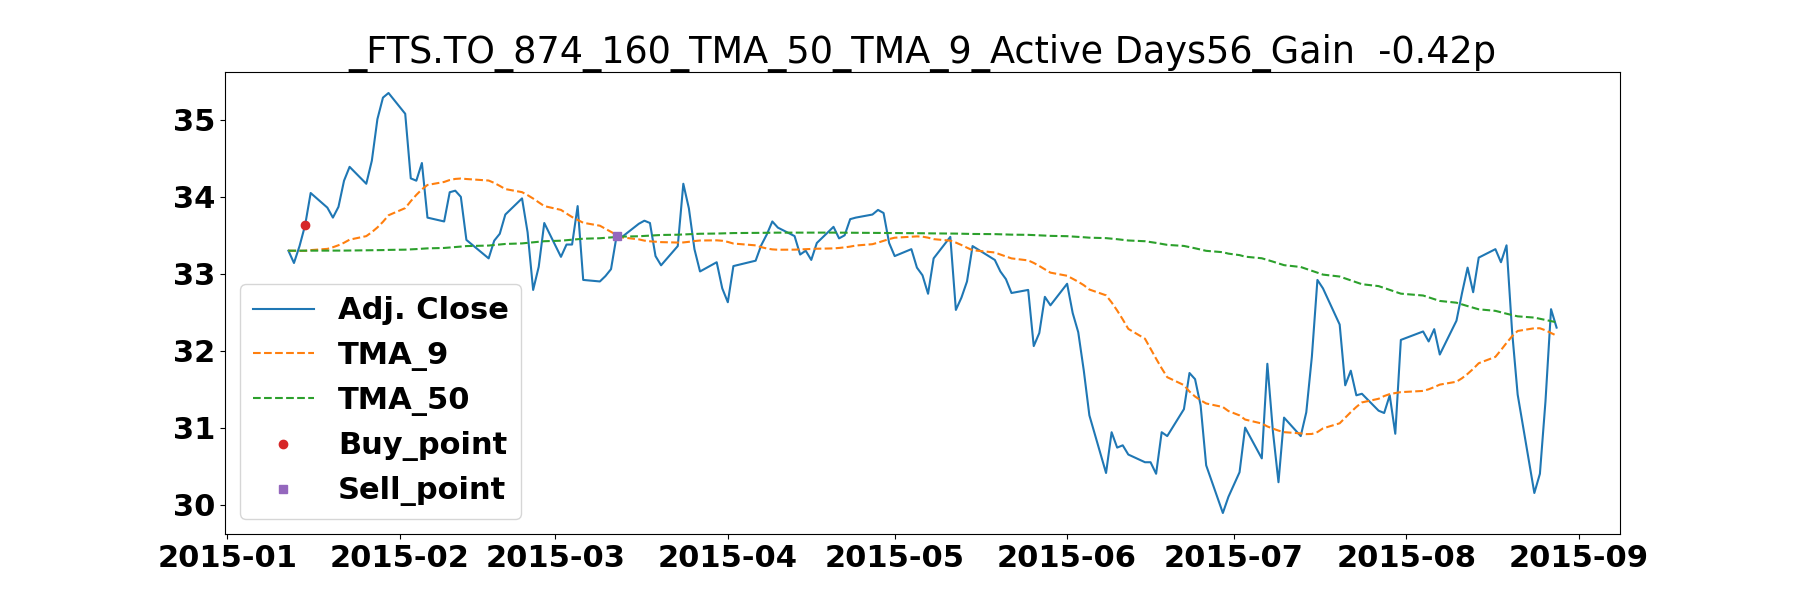 _FTS.TO_874_160_TMA_50_TMA_9_Active Days56_Gain  -0.42p
35
34
33
32
31
30
Adj. Close
TMA_9
TMA_50
Buy_point
Sell_point
2015-01 2015-02 2015-03 2015-04 2015-05 2015-06 2015-07 2015-08 2015-09